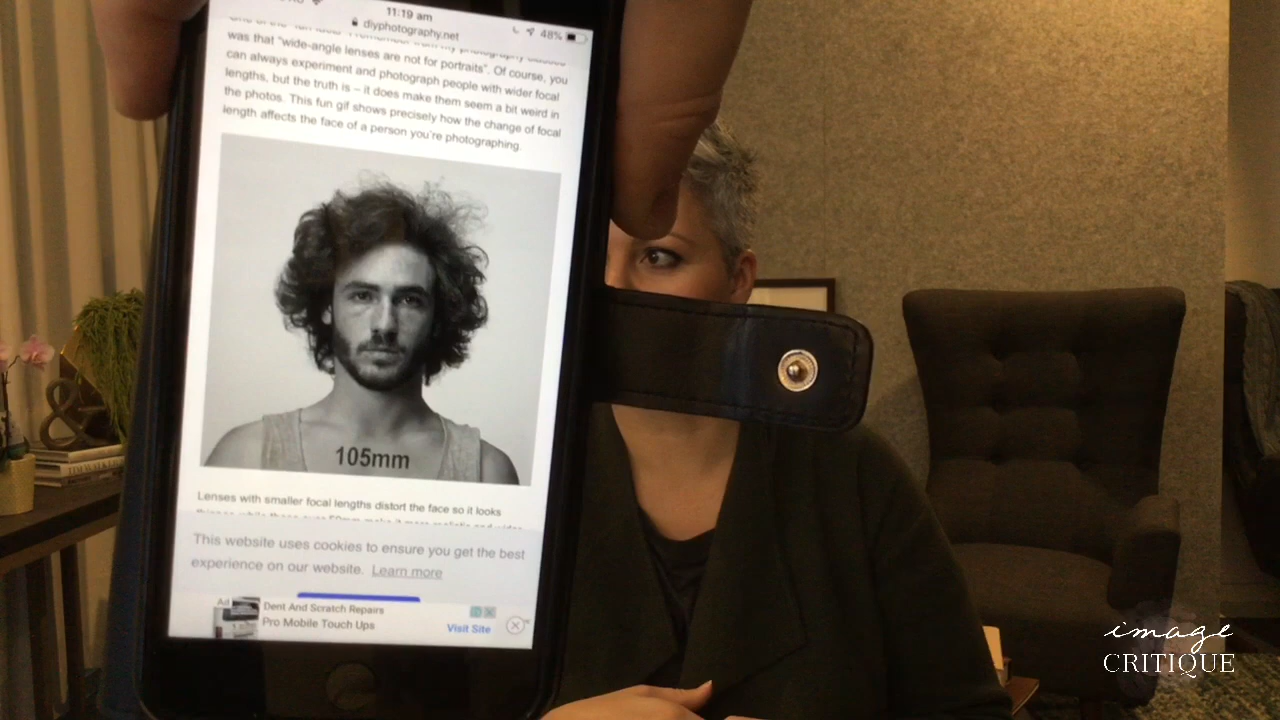 11:19 am
diyphotography.net
48%
was that "wide-angle lenses are not for portraits". Of course, you
can always experiment and photograph people with wider focal
lengths, but the truth is – it does make them seem a bit weird in
the photos. This fun gif shows precisely how the change of focal
length affects the face of a person you're photographing.
105mm
Lenses with smaller focal lengths distort the face so it looks
This website uses cookies to ensure you get the best
experience on our website. Learn more
Ad
Dent And Scratch Repairs
Pro Mobile Touch Ups
Visit Site
image
CRITIQUE